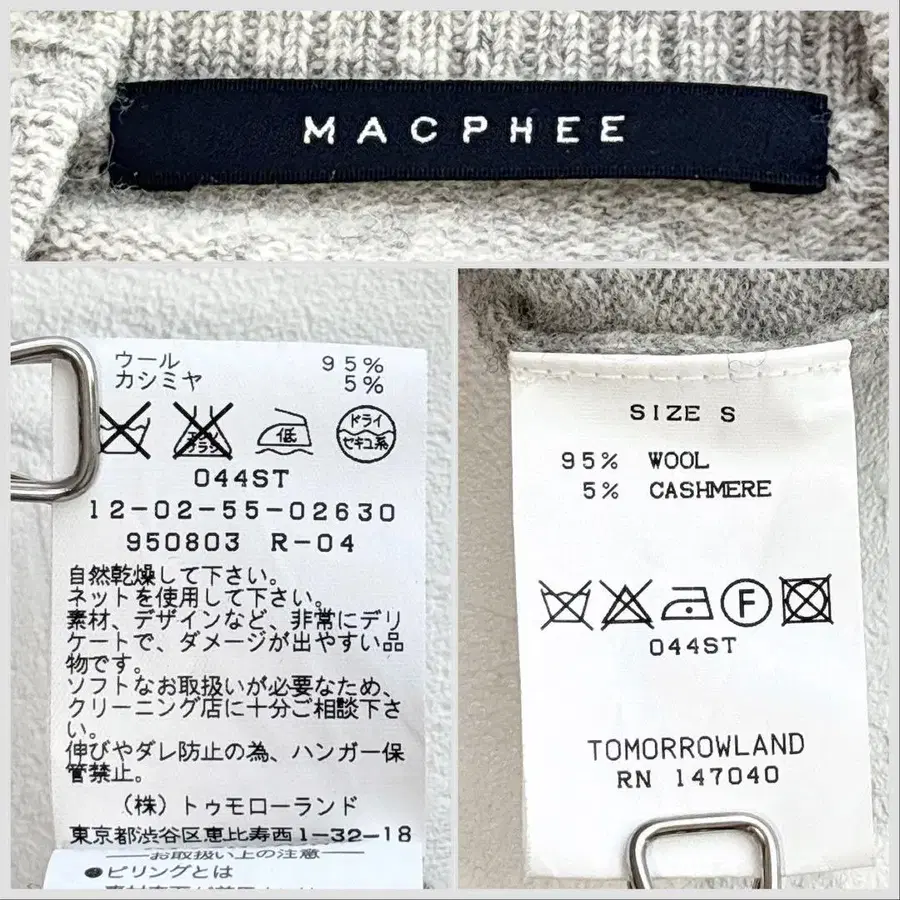 MACPHEE
ウール 95%
カシミヤ 5%
エンソ
サラシ
低
ドライ
セキユ系
044ST
12-02-55-02630
950803 R-04
自然乾燥して下さい。
ネットを使用して下さい。
素材、デザインなど、非常にデリ
ケートで、ダメージが出やすい品
物です。
ソフトなお取扱いが必要なため、
クリーニング店に十分ご相談下さ
い。
伸びやダレ防止の為、ハンガー保
管禁止。
(株)トゥモローランド
東京都渋谷区恵比寿西1-32-18
お取扱い上の注意
●ピリングとは
SIZE S
95% WOOL
5% CASHMERE
F
044ST
TOMORROWLAND
RN 147040